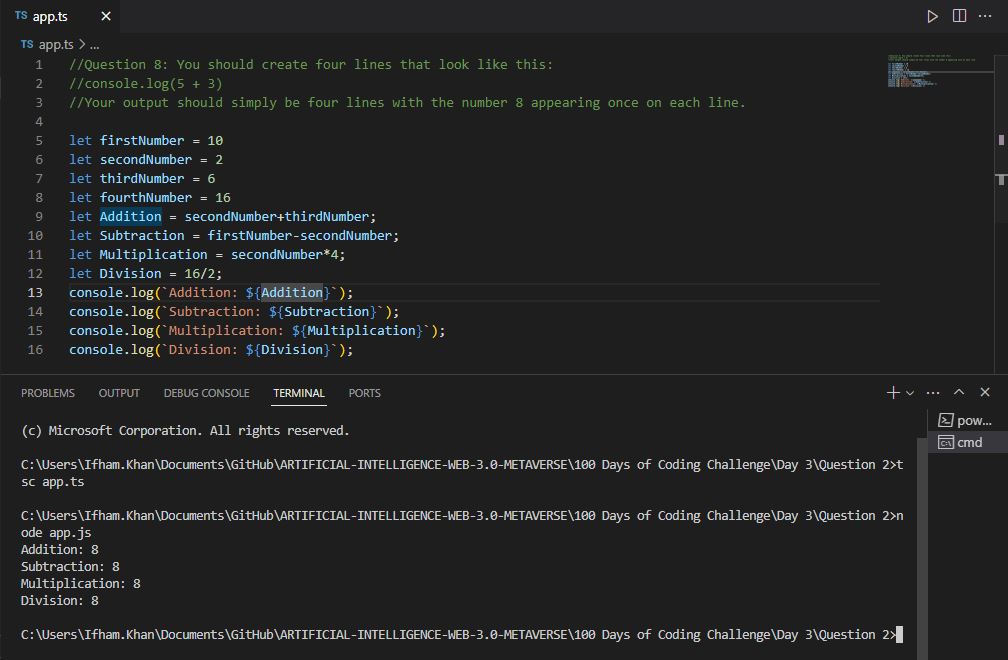 TS app.ts
TS app.ts > ...
1 //Question 8: You should create four lines that look like this:
2 //console.log(5 + 3)
3 //Your output should simply be four lines with the number 8 appearing once on each line.
4
5 let firstNumber = 10
6 let secondNumber = 2
7 let thirdNumber = 6
8 let fourthNumber = 16
9 let Addition = secondNumber+thirdNumber;
10 let Subtraction = firstNumber-secondNumber;
11 let Multiplication = secondNumber*4;
12 let Division = 16/2;
13 console.log(`Addition: ${Addition}`);
14 console.log(`Subtraction: ${Subtraction}`);
15 console.log(`Multiplication: ${Multiplication}`);
16 console.log(`Division: ${Division}`);
PROBLEMS OUTPUT DEBUG CONSOLE TERMINAL PORTS
(c) Microsoft Corporation. All rights reserved.
C:\Users\Ifham.Khan\Documents\GitHub\ARTIFICIAL-INTELLIGENCE-WEB-3.0-METAVERSE\100 Days of Coding Challenge\Day 3\Question 2>t
sc app.ts
C:\Users\Ifham.Khan\Documents\GitHub\ARTIFICIAL-INTELLIGENCE-WEB-3.0-METAVERSE\100 Days of Coding Challenge\Day 3\Question 2>n
ode app.js
Addition: 8
Subtraction: 8
Multiplication: 8
Division: 8
C:\Users\Ifham.Khan\Documents\GitHub\ARTIFICIAL-INTELLIGENCE-WEB-3.0-METAVERSE\100 Days of Coding Challenge\Day 3\Question 2>
pow...
cmd